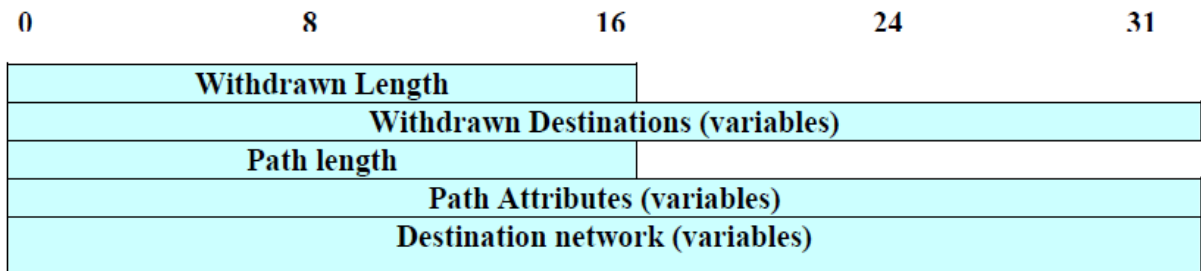 0 8 16 24 31
Withdrawn Length
Withdrawn Destinations (variables)
Path length
Path Attributes (variables)
Destination network (variables)